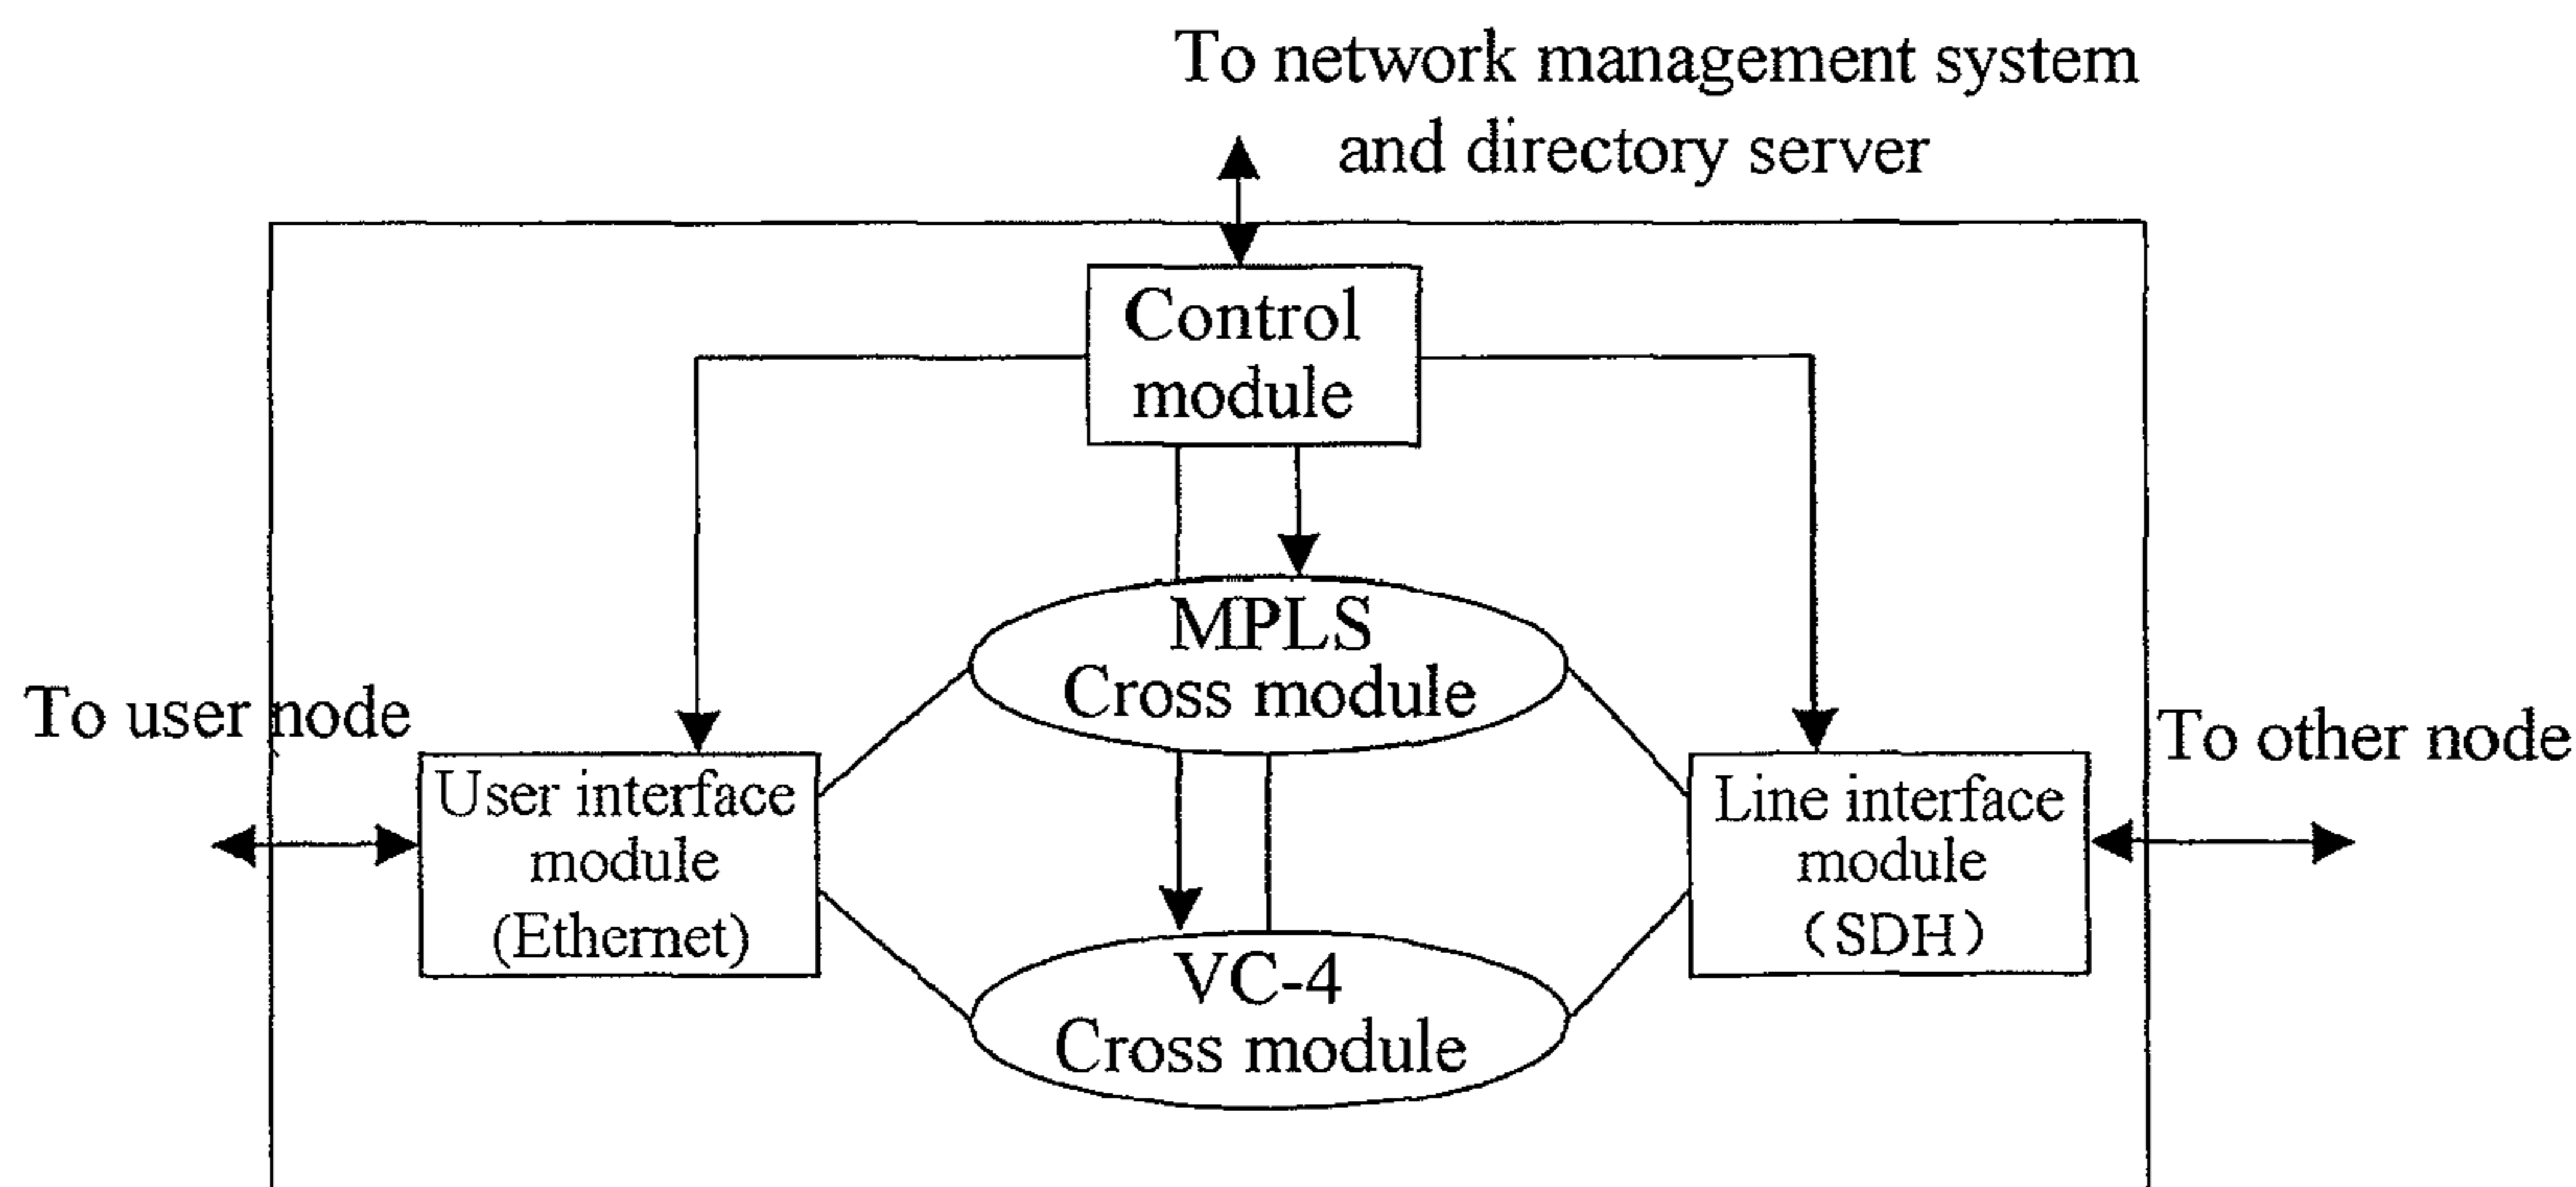 To network management system
and directory server
Control
module
MPLS
Cross module
To user node
To other node
User interface
module
(Ethernet)
Line interface
module
（SDH）
VC-4
Cross module